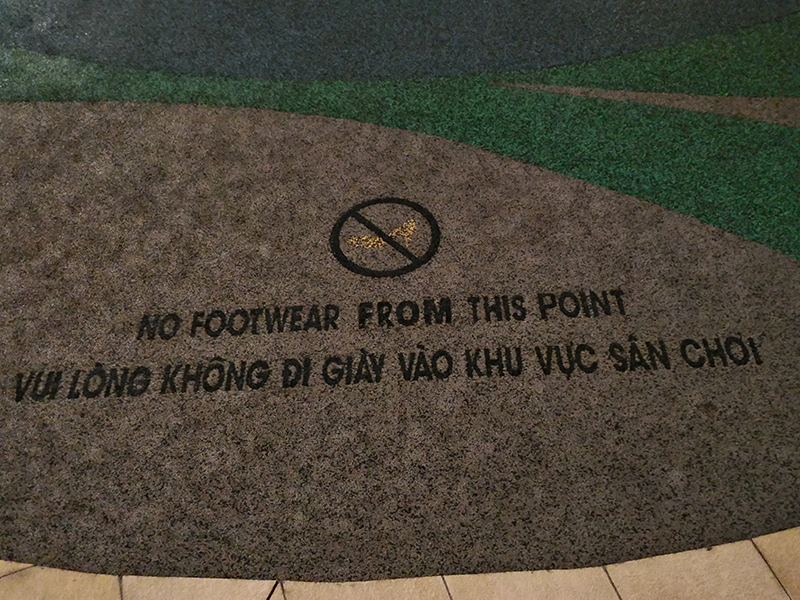 NO FOOTWEAR FROM THIS POINT
VUI LÒNG KHÔNG ĐI GIÀY VÀO KHU VỰC SÂN CHƠI